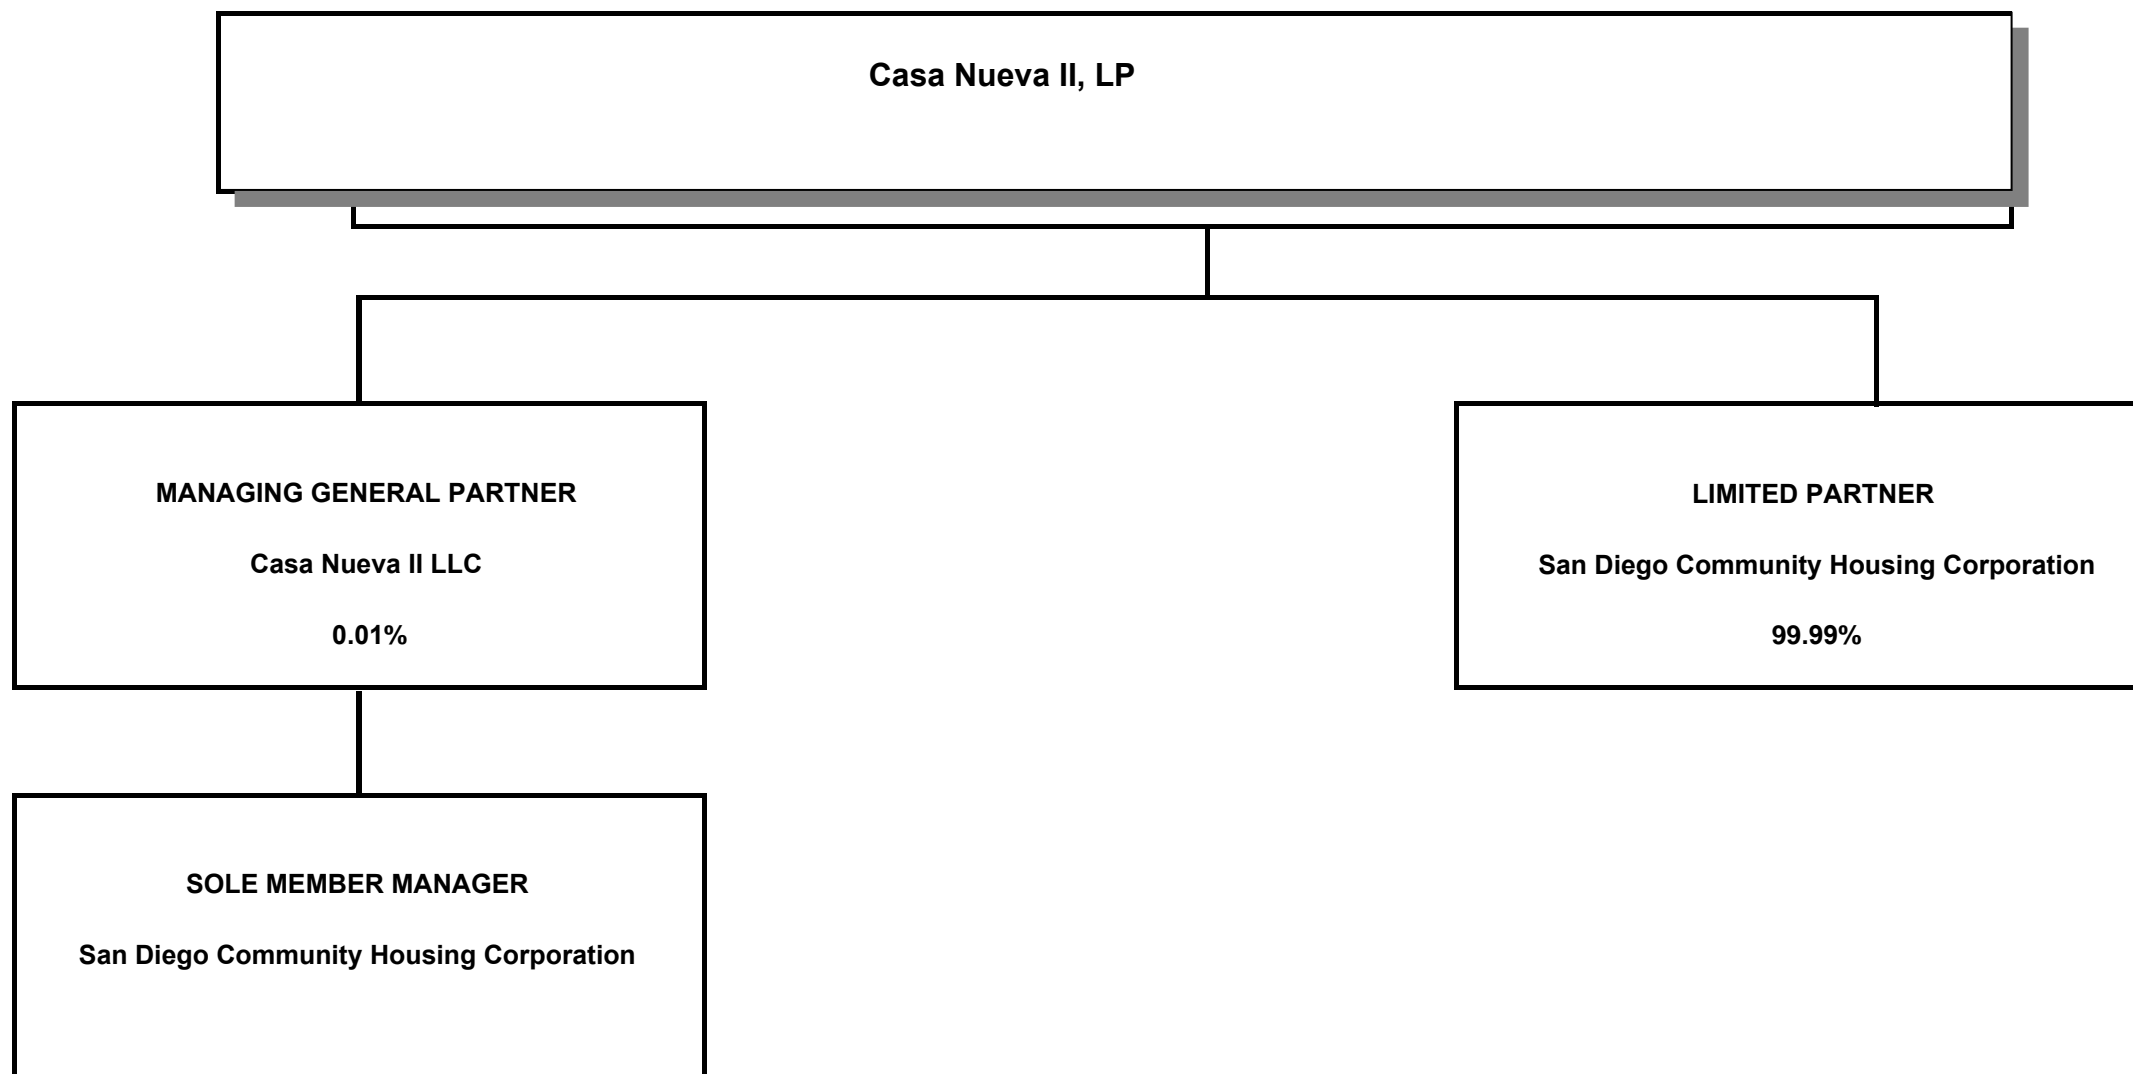 Casa Nueva II, LP
MANAGING GENERAL PARTNER
Casa Nueva II LLC
0.01%
LIMITED PARTNER
San Diego Community Housing Corporation
99.99%
SOLE MEMBER MANAGER
San Diego Community Housing Corporation